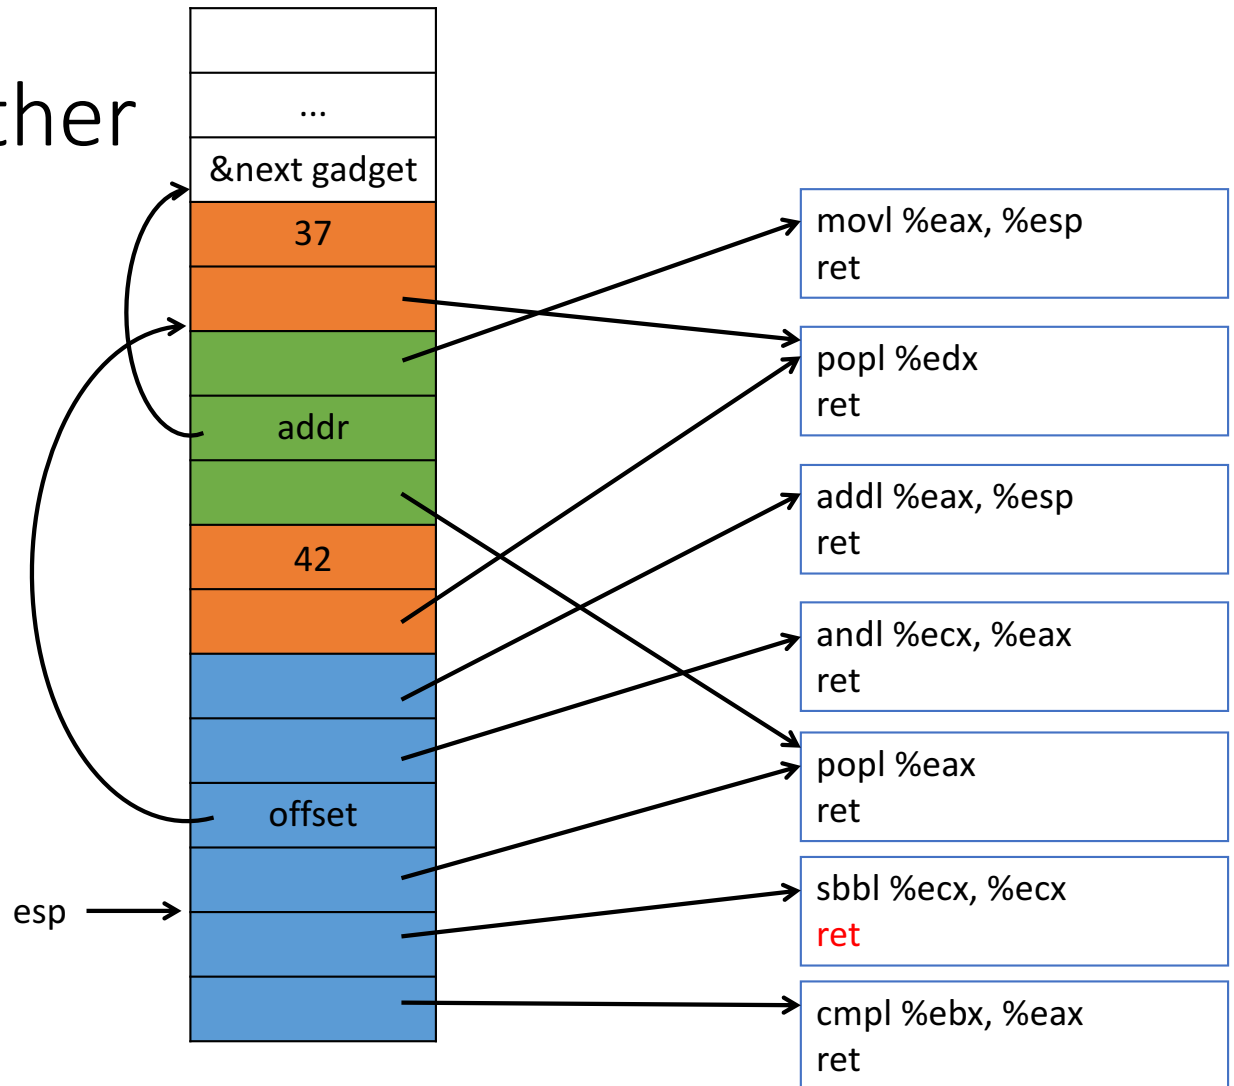 ther
...
&next gadget
37
addr
42
offset
esp
movl %eax, %esp
ret
popl %edx
ret
addl %eax, %esp
ret
andl %ecx, %eax
ret
popl %eax
ret
sbbl %ecx, %ecx
ret
cmpl %ebx, %eax
ret